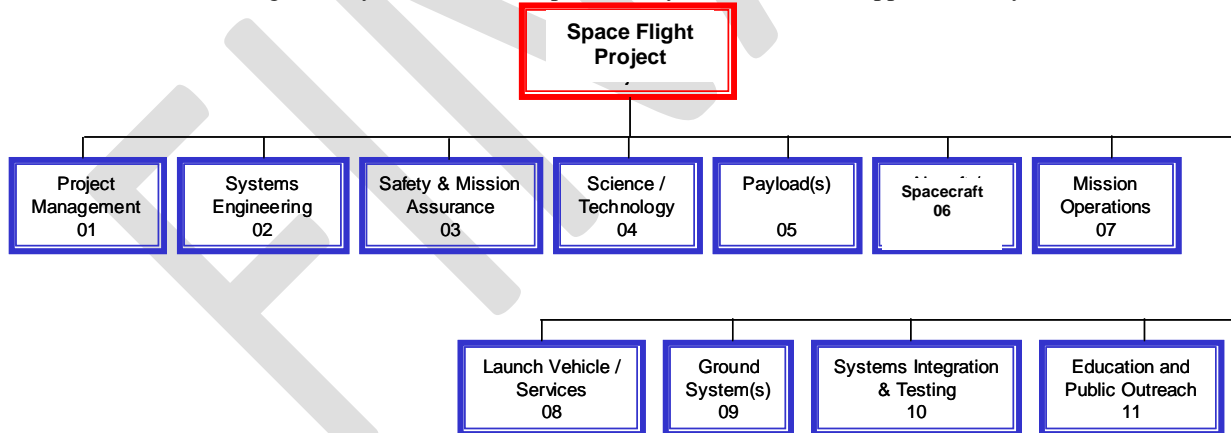 Space Flight
Project
Project
Management
01
Systems
Engineering
02
Safety & Mission
Assurance
03
Science /
Technology
04
Payload(s)
05
Spacecraft
06
Mission
Operations
07
Launch Vehicle /
Services
08
Ground
System(s)
09
Systems Integration
& Testing
10
Education and
Public Outreach
11